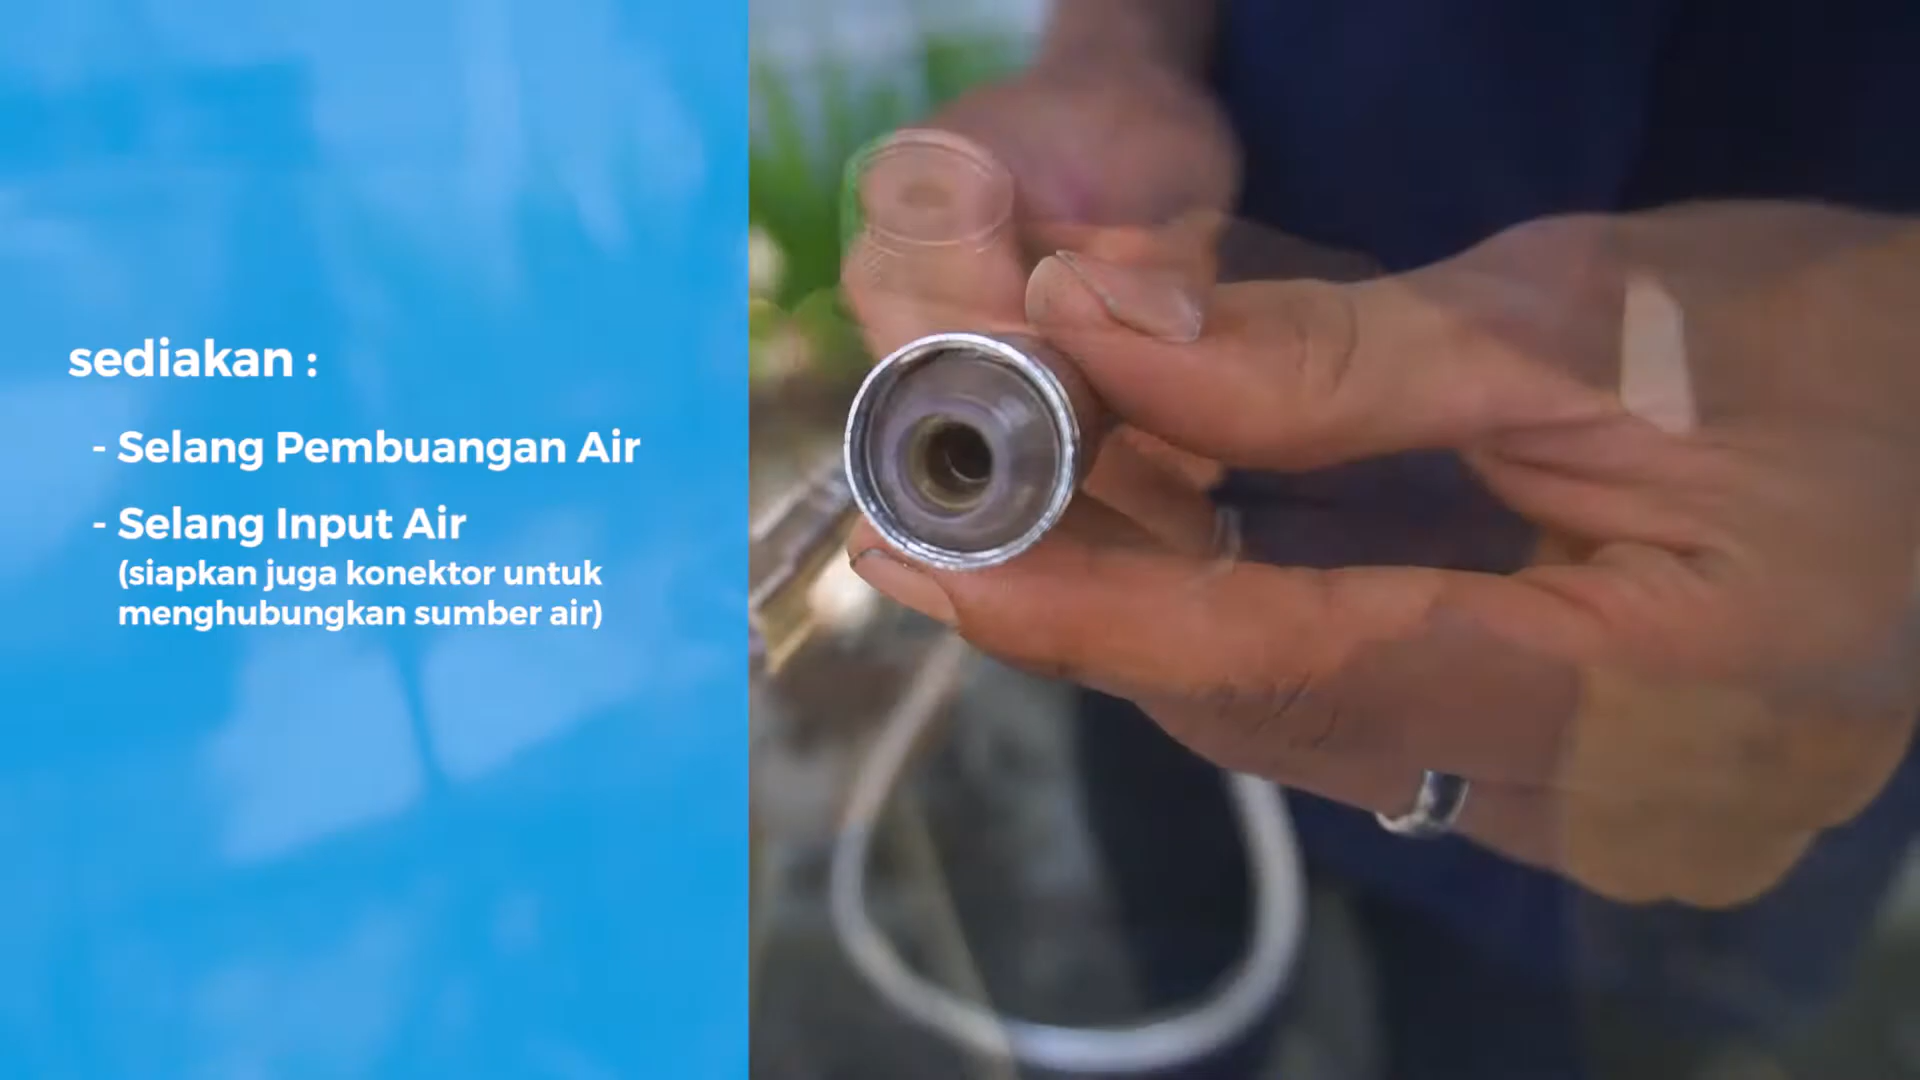 sediakan :
- Selang Pembuangan Air
- Selang Input Air
(siapkan juga konektor untuk
menghubungkan sumber air)